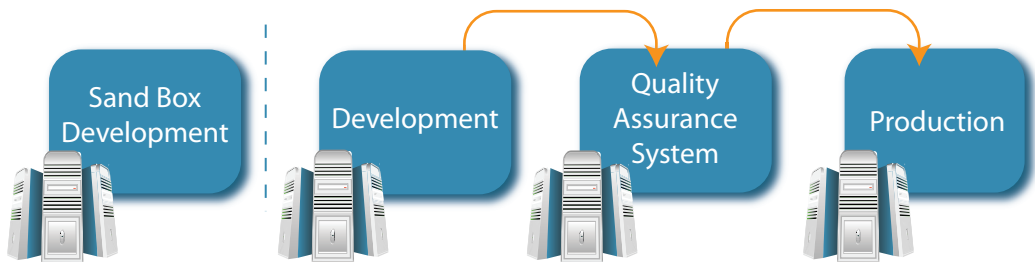 Sand Box
Development
Development
Quality
Assurance
System
Production